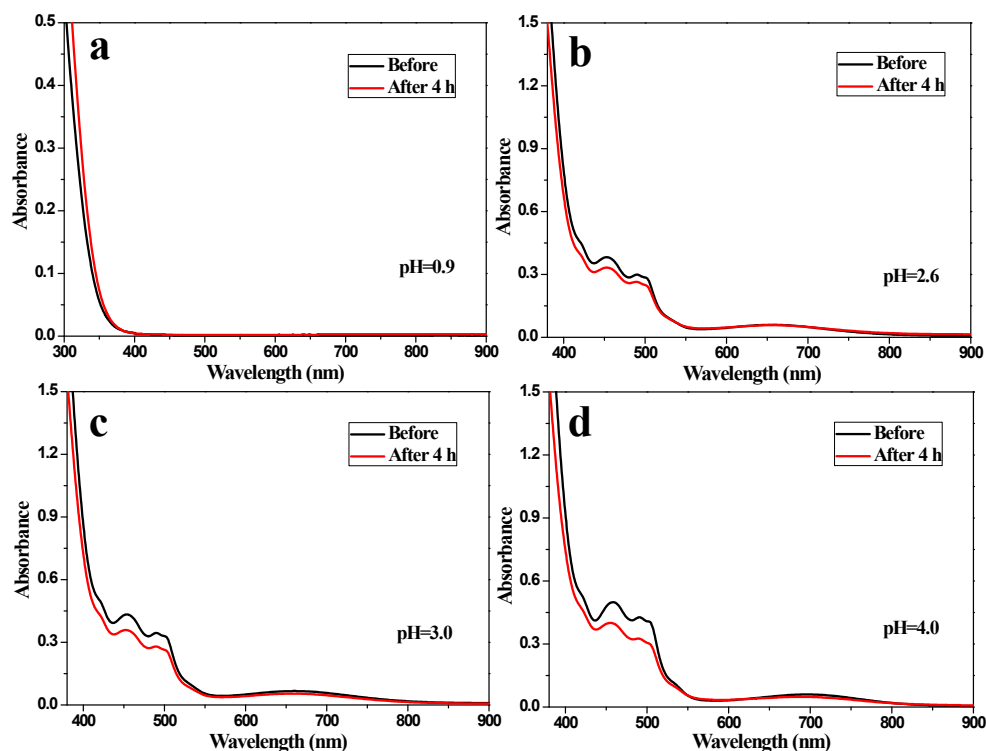 a
Before
After 4 h
pH=0.9
Absorbance
0.5
0.4
0.3
0.2
0.1
0.0
300 400 500 600 700 800 900
Wavelength (nm)
b
Before
After 4 h
pH=2.6
Absorbance
1.5
1.2
0.9
0.6
0.3
0.0
400 500 600 700 800 900
Wavelength (nm)
c
Before
After 4 h
pH=3.0
Absorbance
1.5
1.2
0.9
0.6
0.3
0.0
400 500 600 700 800 900
Wavelength (nm)
d
Before
After 4 h
pH=4.0
Absorbance
1.5
1.2
0.9
0.6
0.3
0.0
400 500 600 700 800 900
Wavelength (nm)